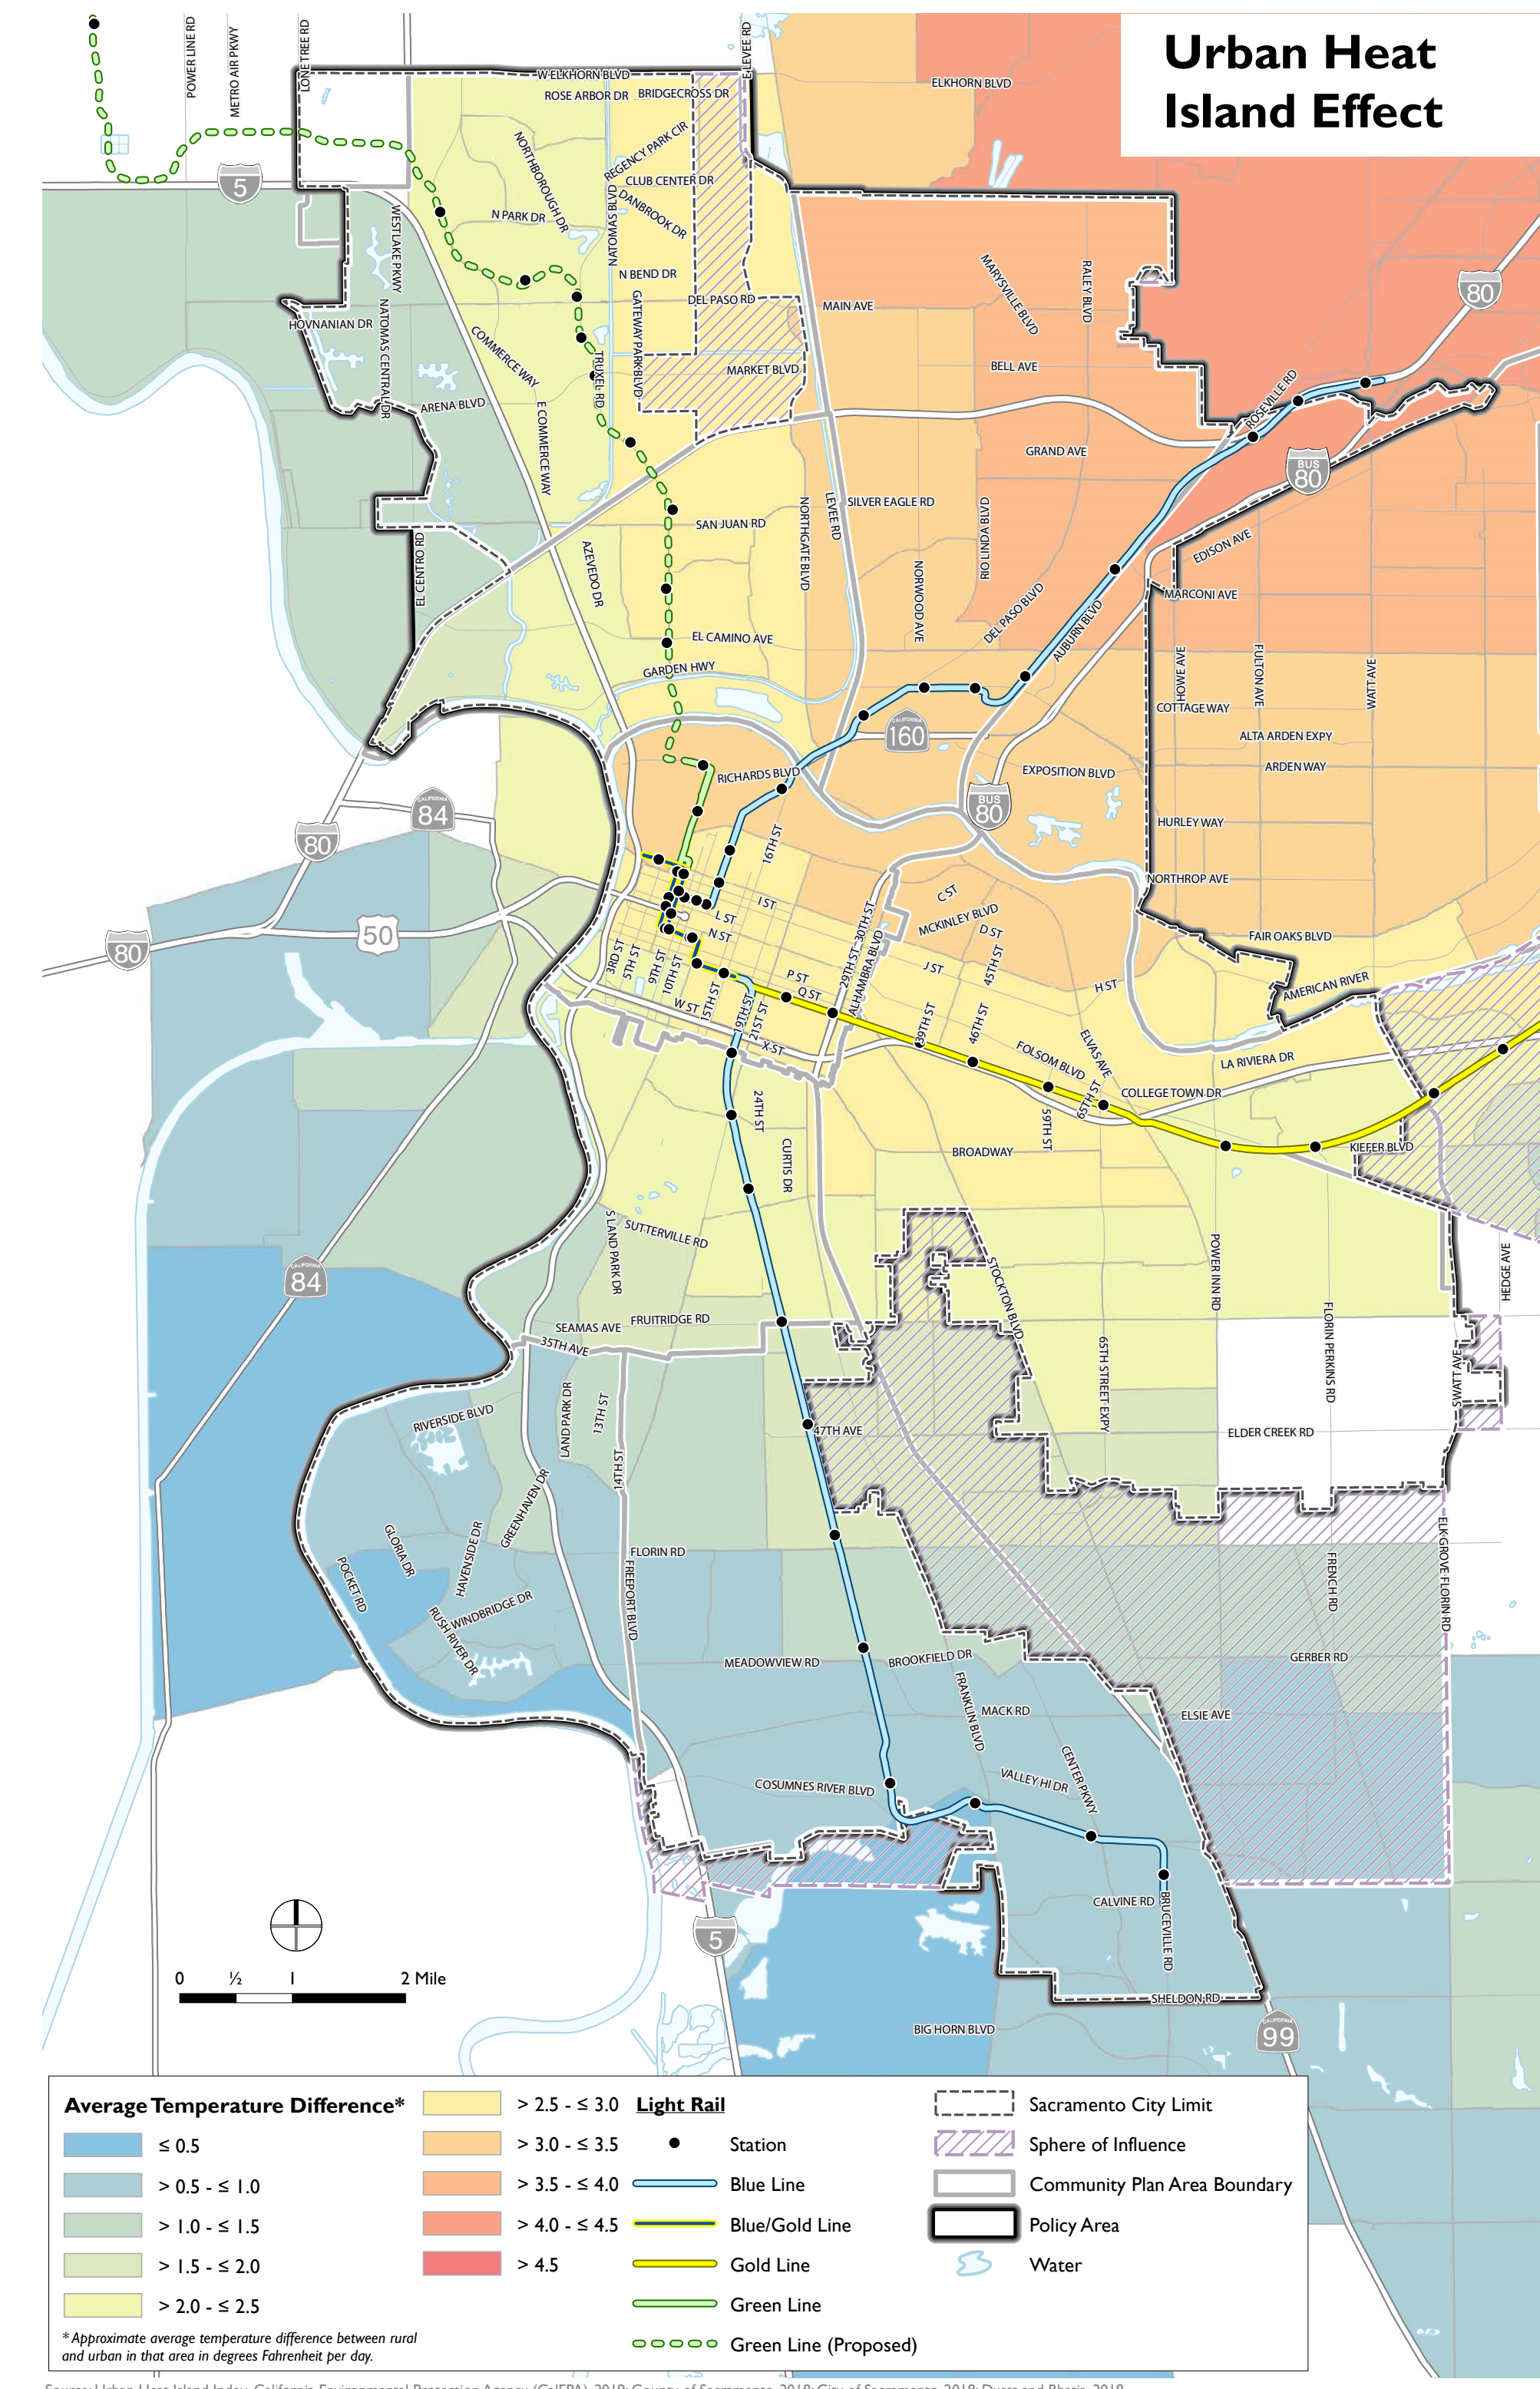 Urban Heat
Island Effect
POWER LINE RD
METRO AIR PKWY
LONE TREE RD
E LEVEE RD
W ELKHORN BLVD
ELKHORN BLVD
ROSE ARBOR DR
BRIDGECROSS DR
NORTHBOROUGH DR
REGENCY PARK CIR
CLUB CENTER DR
DANBROOK DR
5
N PARK DR
NATOMAS BLVD
WESTLAKE PKWY
N BEND DR
MARYSVILLE BLVD
RALEY BLVD
80
DEL PASO RD
MAIN AVE
GATEWAY PARK BLVD
HOVNANIAN DR
NATOMAS CENTRAL DR
COMMERCE WAY
TRUXEL RD
MARKET BLVD
BELL AVE
ROSEVILLE RD
ARENA BLVD
E COMMERCE WAY
GRAND AVE
BUS
80
SILVER EAGLE RD
NORTHGATE BLVD
LEVEE RD
RIO LINDA BLVD
SAN JUAN RD
EL CENTRO RD
AZEVEDO DR
EDISON AVE
NORWOOD AVE
MARCONI AVE
DEL PASO BLVD
AUBURN BLVD
EL CAMINO AVE
GARDEN HWY
HOWE AVE
FULTON AVE
WATT AVE
COTTAGE WAY
CALIFORNIA
160
ALTA ARDEN EXPY
ARDEN WAY
RICHARDS BLVD
EXPOSITION BLVD
CALIFORNIA
84
BUS
80
80
HURLEY WAY
16TH ST
NORTHROP AVE
I ST
C ST
L ST
MCKINLEY BLVD
N ST
D ST
50
FAIR OAKS BLVD
80
3RD ST
5TH ST
9TH ST
10TH ST
29TH ST
30TH ST
ALHAMBRA BLVD
J ST
45TH ST
P ST
Q ST
H ST
AMERICAN RIVER
W ST
15TH ST
19TH ST
21ST ST
X ST
39TH ST
46TH ST
FOLSOM BLVD
ELVAS AVE
LA RIVIERA DR
65TH ST
COLLEGE TOWN DR
24TH ST
59TH ST
CURTIS DR
BROADWAY
KIEFER BLVD
S LAND PARK DR
SUTTERVILLE RD
CALIFORNIA
84
STOCKTON BLVD
POWER INN RD
HEDGE AVE
FRUITRIDGE RD
SEAMAS AVE
35TH AVE
FLORIN PERKINS RD
65TH STREET EXPY
S WATT AVE
RIVERSIDE BLVD
LAND PARK DR
13TH ST
47TH AVE
ELDER CREEK RD
14TH ST
GREENHAVEN DR
GLORIA DR
HAVENSIDE DR
FLORIN RD
POCKET RD
FREEPORT BLVD
FRENCH RD
ELK GROVE FLORIN RD
WINDBRIDGE DR
RUSH RIVER DR
MEADOWVIEW RD
BROOKFIELD DR
GERBER RD
FRANKLIN BLVD
MACK RD
ELSIE AVE
CENTER PKWY
COSUMNES RIVER BLVD
VALLEY HI DR
CALVINE RD
BRUCEVILLE RD
5
0 ½ 1 2 Mile
SHELDON RD
BIG HORN BLVD
CALIFORNIA
99
Average Temperature Difference*
≤ 0.5
> 0.5 - ≤ 1.0
> 1.0 - ≤ 1.5
> 1.5 - ≤ 2.0
> 2.0 - ≤ 2.5
> 2.5 - ≤ 3.0
> 3.0 - ≤ 3.5
> 3.5 - ≤ 4.0
> 4.0 - ≤ 4.5
> 4.5
* Approximate average temperature difference between rural
and urban in that area in degrees Fahrenheit per day.
Light Rail
Station
Blue Line
Blue/Gold Line
Gold Line
Green Line
Green Line (Proposed)
Sacramento City Limit
Sphere of Influence
Community Plan Area Boundary
Policy Area
Water